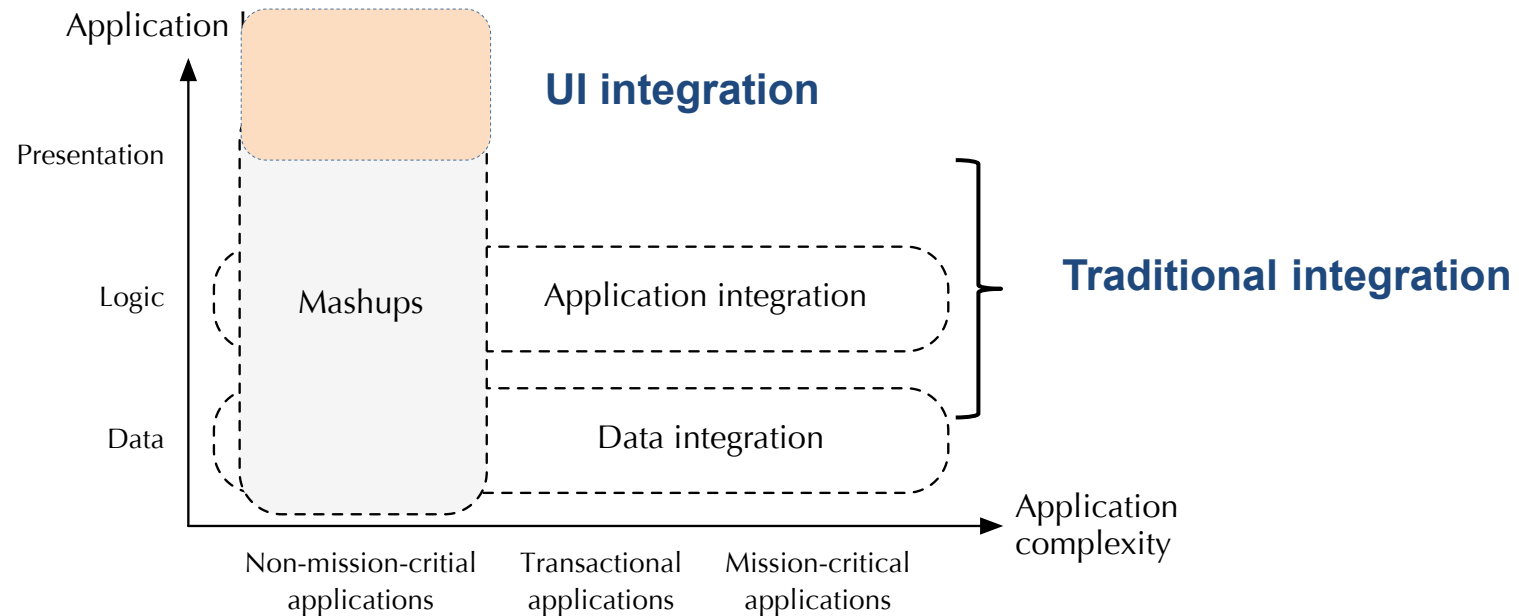 Application
UI integration
Presentation
Traditional integration
Logic
Mashups
Application integration
Data
Data integration
Application
complexity
Non-mission-critial
applications
Transactional
applications
Mission-critical
applications